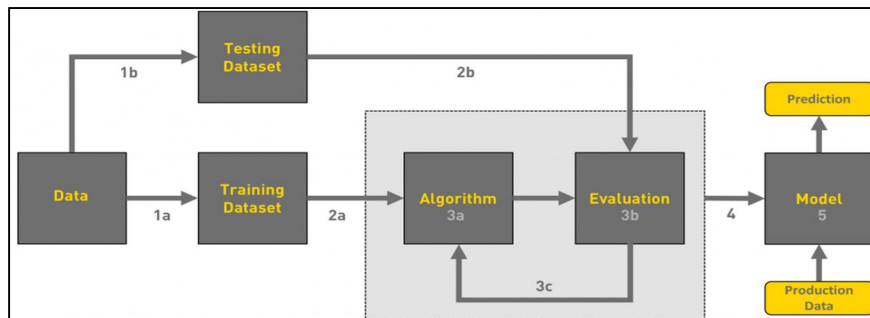 Testing
Dataset
1b
2b
Prediction
Data
1a
Training
Dataset
2a
Algorithm
3a
Evaluation
3b
4
Model
5
3c
Production
Data